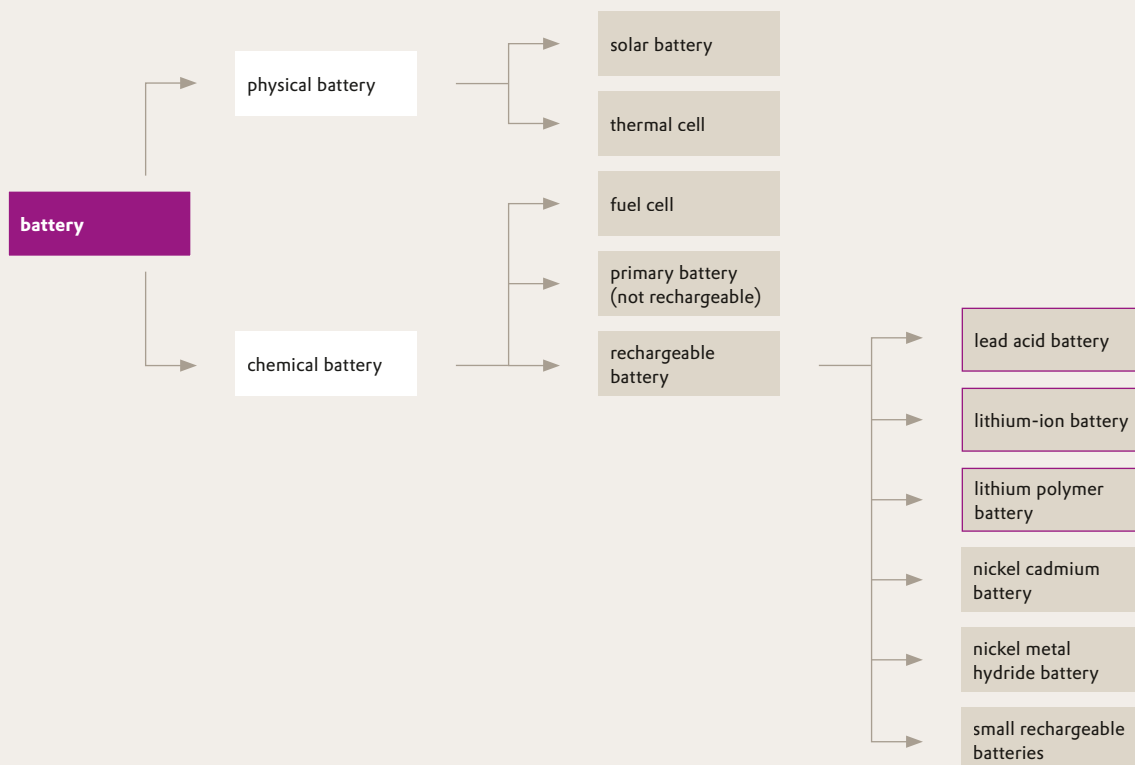 solar battery
physical battery
thermal cell
battery
fuel cell
primary battery
(not rechargeable)
chemical battery
rechargeable
battery
lead acid battery
lithium-ion battery
lithium polymer
battery
nickel cadmium
battery
nickel metal
hydride battery
small rechargeable
batteries